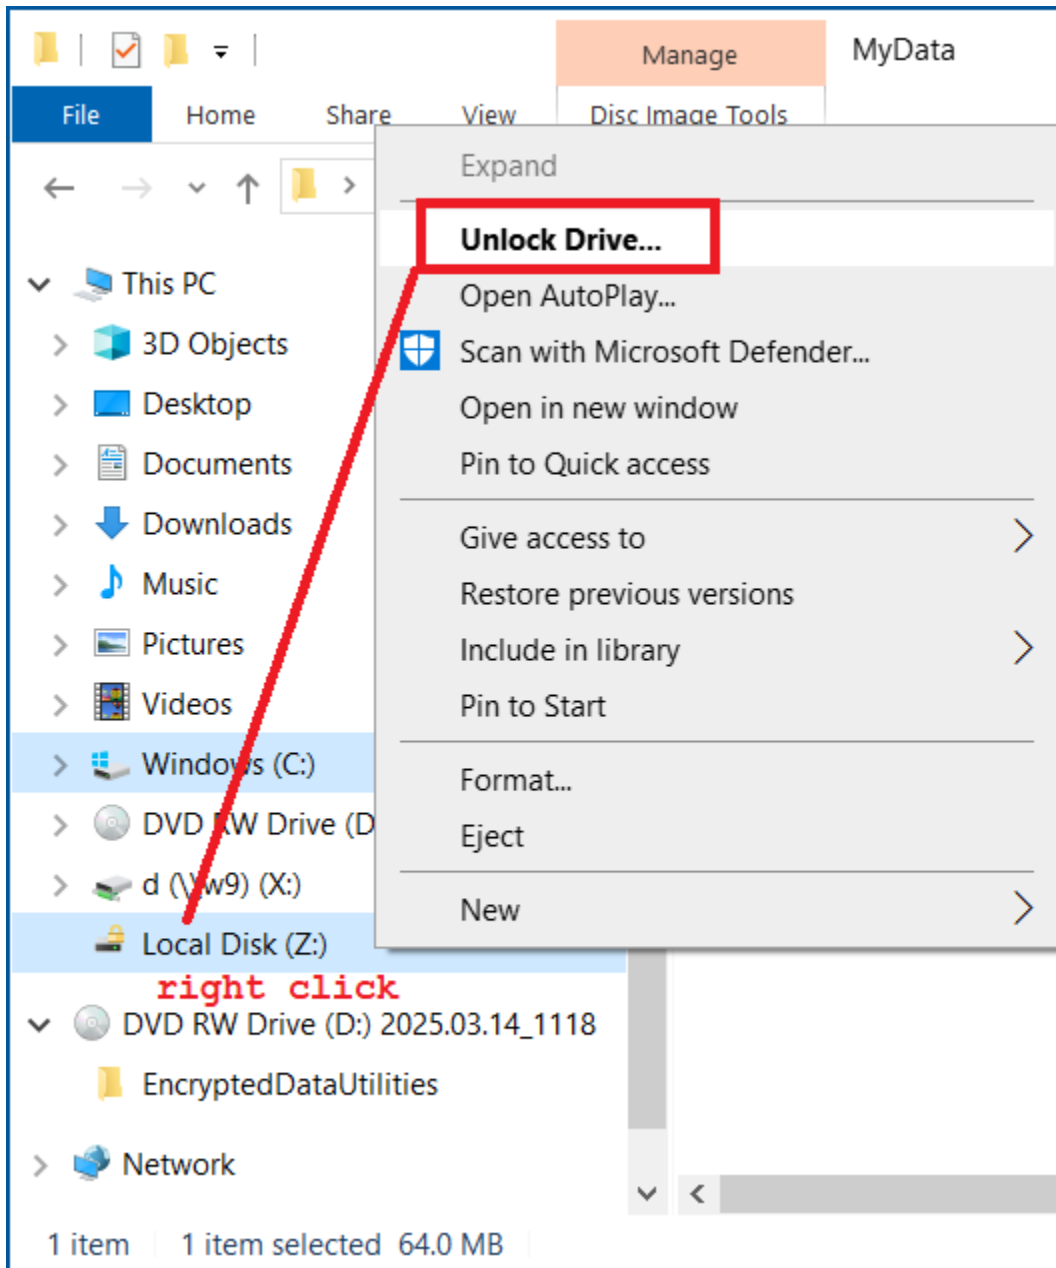 Manage
MyData
File
Home
Share
View
Disc Image Tools
Expand
Unlock Drive...
Open AutoPlay...
Scan with Microsoft Defender...
Open in new window
Pin to Quick access
Give access to
Restore previous versions
Include in library
Pin to Start
Format...
Eject
New
This PC
3D Objects
Desktop
Documents
Downloads
Music
Pictures
Videos
Windows (C:)
DVD RW Drive (D
d (\\w9) (X:)
Local Disk (Z:)
right click
DVD RW Drive (D:) 2025.03.14_1118
EncryptedDataUtilities
Network
1 item
1 item selected 64.0 MB